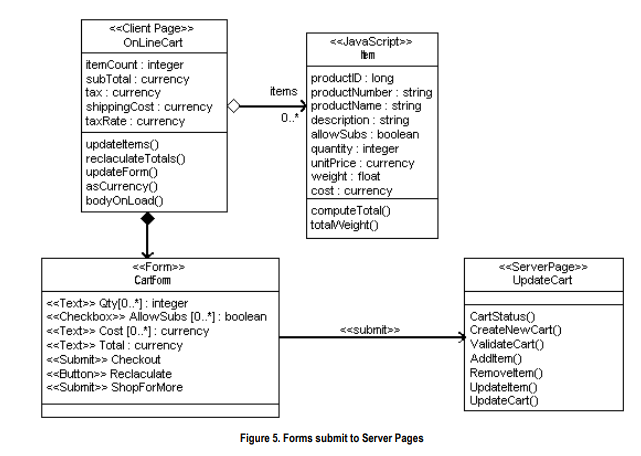 <<Client Page>>
OnLineCart
itemCount : integer
subTotal : currency
tax : currency
shippingCost : currency
taxRate : currency
updateItems()
reclaculateTotals()
updateForm()
asCurrency()
bodyOnLoad()
items
0..*
<<JavaScript>>
Item
productID : long
productNumber : string
productName : string
description : string
allowSubs : boolean
quantity : integer
unitPrice : currency
weight : float
cost : currency
computeTotal()
totalWeight()
<<Form>>
CartForm
<<Text>> Qty[0..*] : integer
<<Checkbox>> AllowSubs [0..*] : boolean
<<Text>> Cost [0..*] : currency
<<Text>> Total : currency
<<Submit>> Checkout
<<Button>> Reclaculate
<<Submit>> ShopForMore
<<submit>>
<<ServerPage>>
UpdateCart
CartStatus()
CreateNewCart()
ValidateCart()
AddItem()
RemoveItem()
UpdateItem()
UpdateCart()
Figure 5. Forms submit to Server Pages